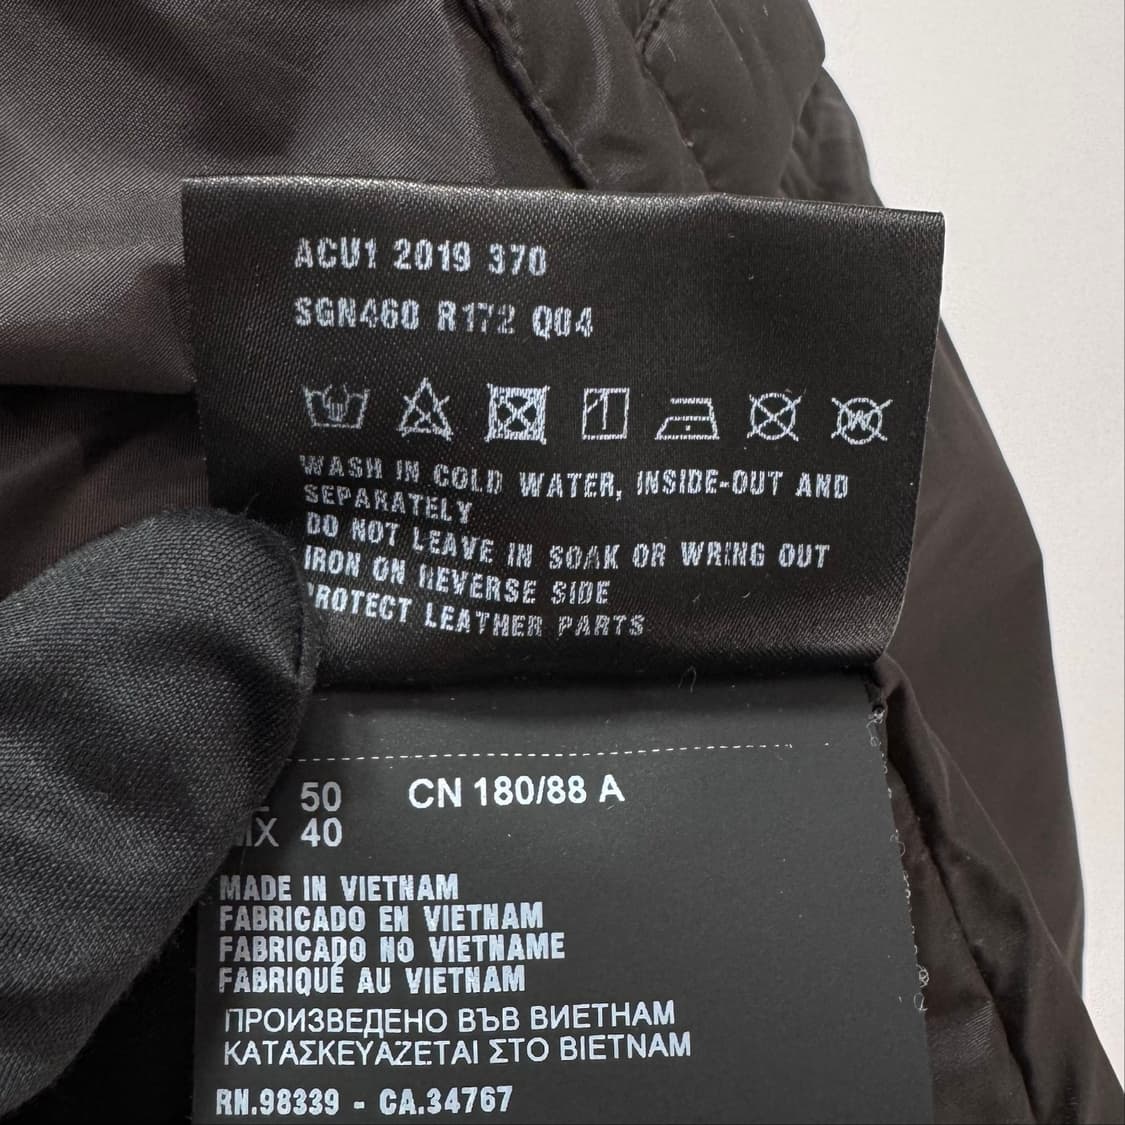 ACU1 2019 370
SGN460 R172 Q04
WASH IN COLD WATER, INSIDE-OUT AND
SEPARATELY
DO NOT LEAVE IN SOAK OR WRING OUT
IRON ON REVERSE SIDE
PROTECT LEATHER PARTS
50 CN 180/88 A
MX 40
MADE IN VIETNAM
FABRICADO EN VIETNAM
FABRICADO NO VIETNAME
FABRIQUÉ AU VIETNAM
ПРОИЗВЕДЕНО ВЪВ ВИЕТНАМ
ΚΑΤΑΣΚΕΥΑΖΕΤΑΙ ΣΤΟ ΒΙΕΤΝΑΜ
RN.98339 - CA.34767